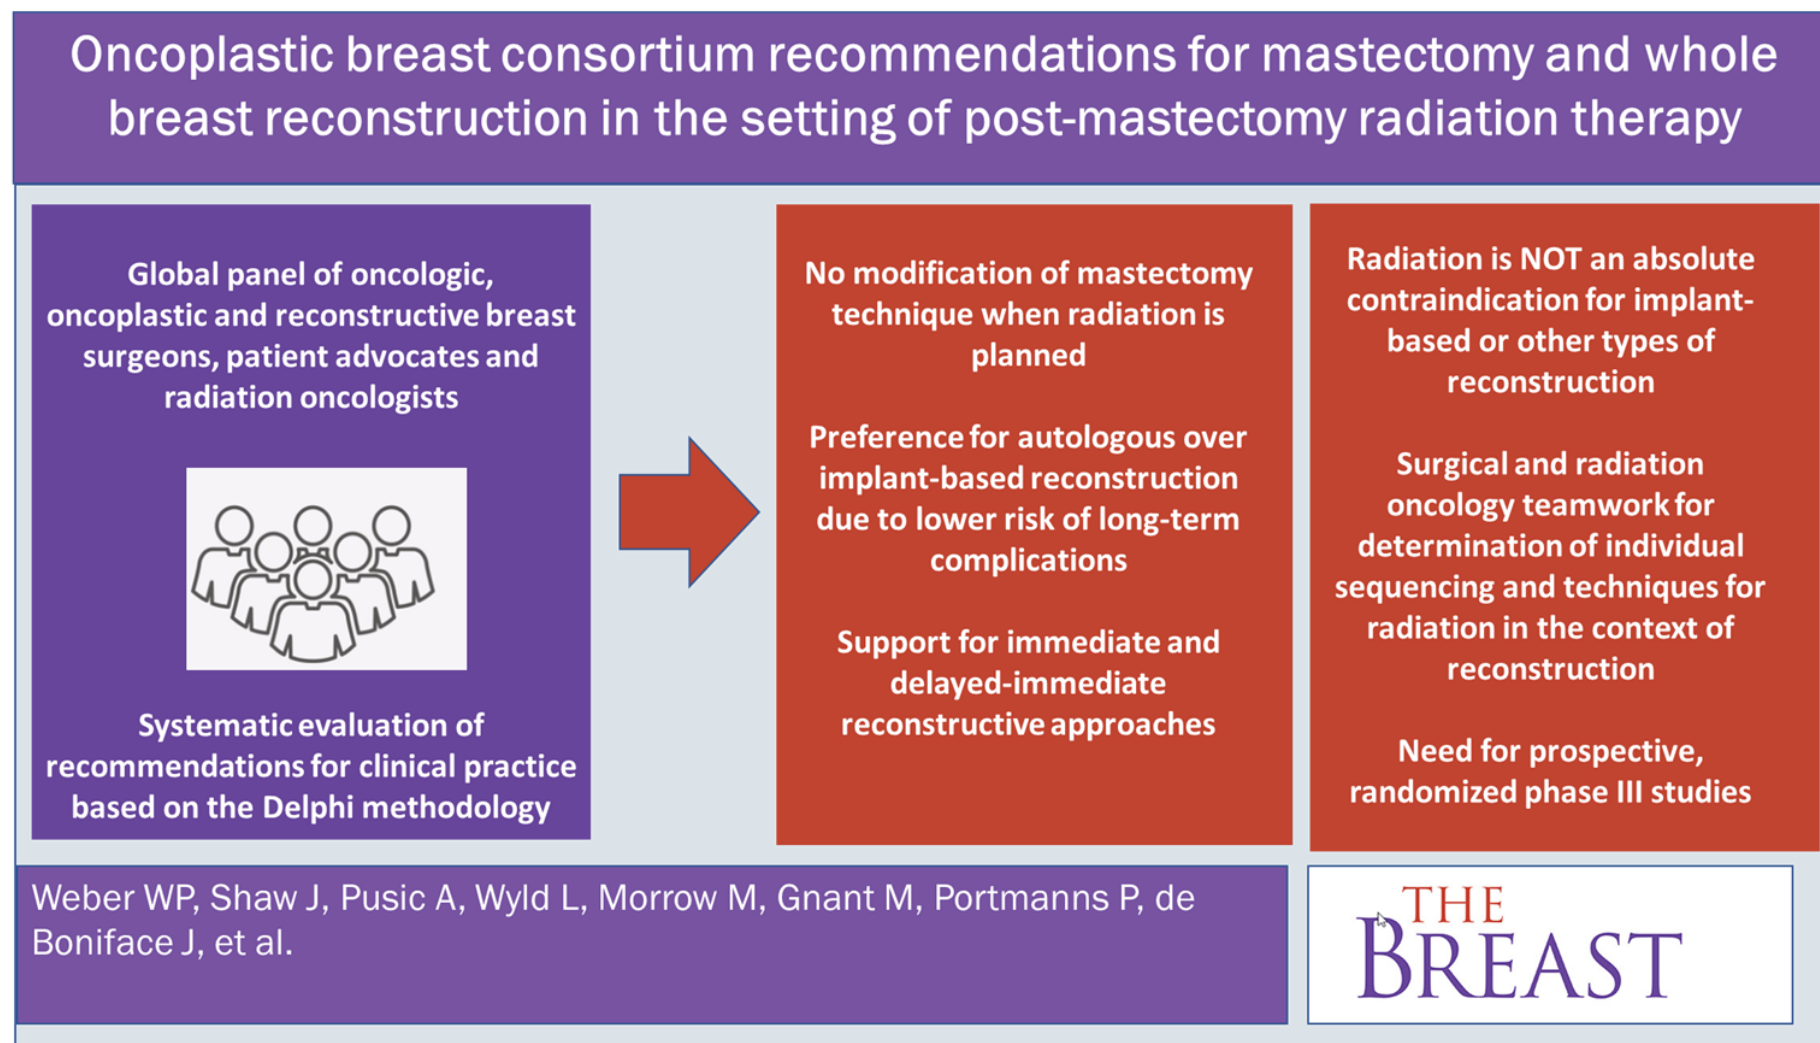 Oncoplastic breast consortium recommendations for mastectomy and whole
breast reconstruction in the setting of post-mastectomy radiation therapy
Global panel of oncologic,
oncoplastic and reconstructive breast
surgeons, patient advocates and
radiation oncologists
Systematic evaluation of
recommendations for clinical practice
based on the Delphi methodology
No modification of mastectomy
technique when radiation is
planned
Preference for autologous over
implant-based reconstruction
due to lower risk of long-term
complications
Support for immediate and
delayed-immediate
reconstructive approaches
Radiation is NOT an absolute
contraindication for implant-
based or other types of
reconstruction
Surgical and radiation
oncology teamwork for
determination of individual
sequencing and techniques for
radiation in the context of
reconstruction
Need for prospective,
randomized phase III studies
Weber WP, Shaw J, Pusic A, Wyld L, Morrow M, Gnant M, Portmanns P, de
Boniface J, et al.
THE
BREAST